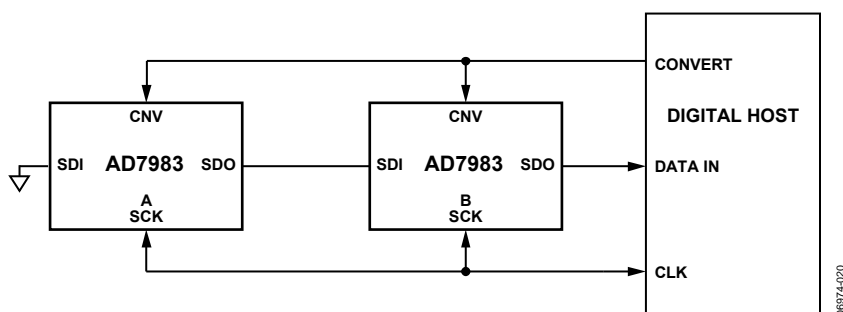 CONVERT
CNV
CNV
DIGITAL HOST
SDI AD7983 SDO
SDI AD7983 SDO
DATA IN
A
SCK
B
SCK
CLK
06974-020